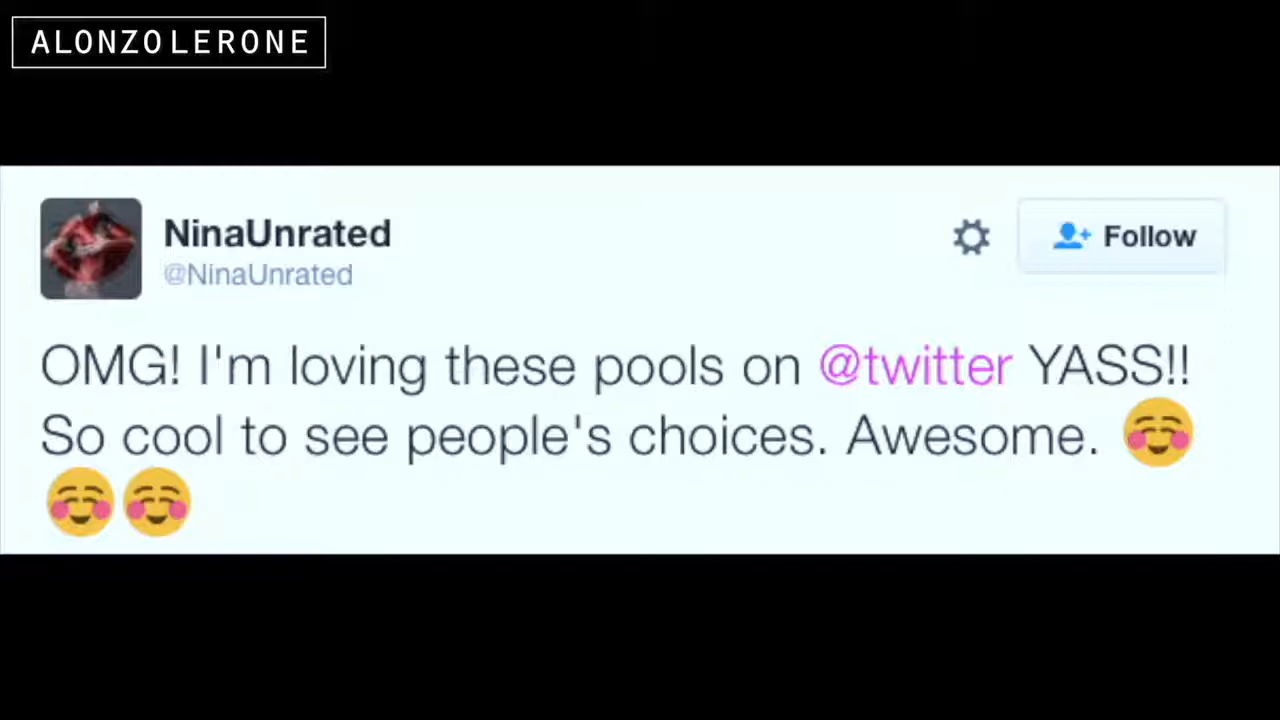 ALONZOLERONE
NinaUnrated
@NinaUnrated
Follow
OMG! I'm loving these pools on @twitter YASS!!
So cool to see people's choices. Awesome. ☺️
☺️☺️